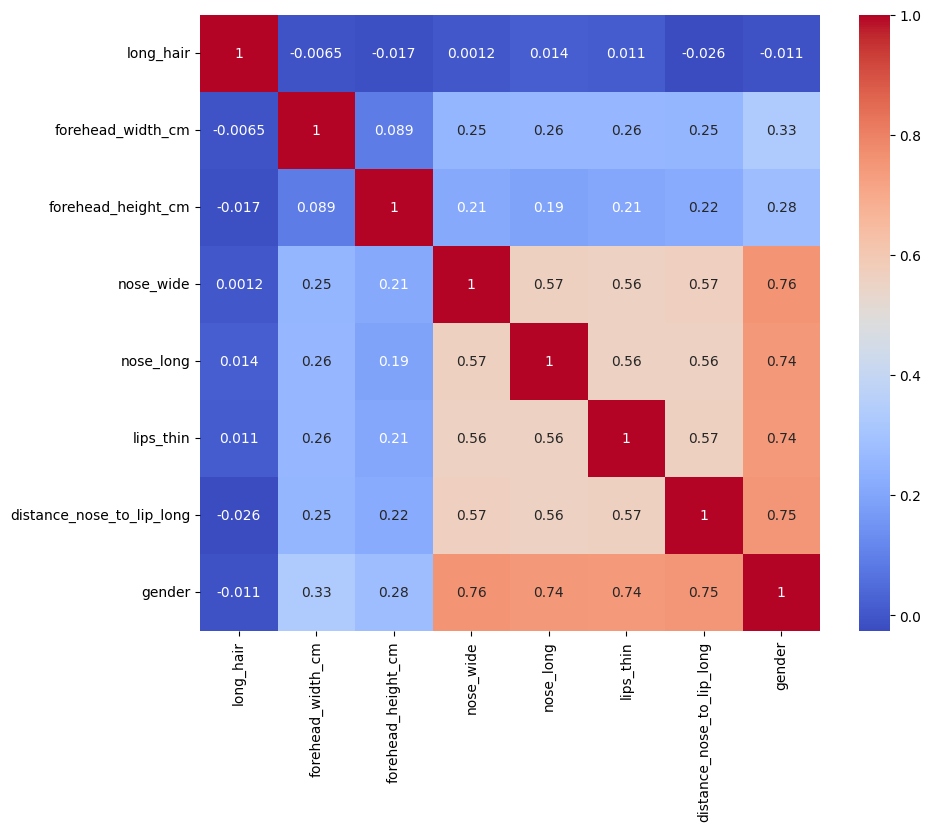 long_hair 1 -0.0065 -0.017 0.0012 0.014 0.011 -0.026 -0.011
forehead_width_cm -0.0065 1 0.089 0.25 0.26 0.26 0.25 0.33
forehead_height_cm -0.017 0.089 1 0.21 0.19 0.21 0.22 0.28
nose_wide 0.0012 0.25 0.21 1 0.57 0.56 0.57 0.76
nose_long 0.014 0.26 0.19 0.57 1 0.56 0.56 0.74
lips_thin 0.011 0.26 0.21 0.56 0.56 1 0.57 0.74
distance_nose_to_lip_long -0.026 0.25 0.22 0.57 0.56 0.57 1 0.75
gender -0.011 0.33 0.28 0.76 0.74 0.74 0.75 1
long_hair
forehead_width_cm
forehead_height_cm
nose_wide
nose_long
lips_thin
distance_nose_to_lip_long
gender
1.0
0.8
0.6
0.4
0.2
0.0